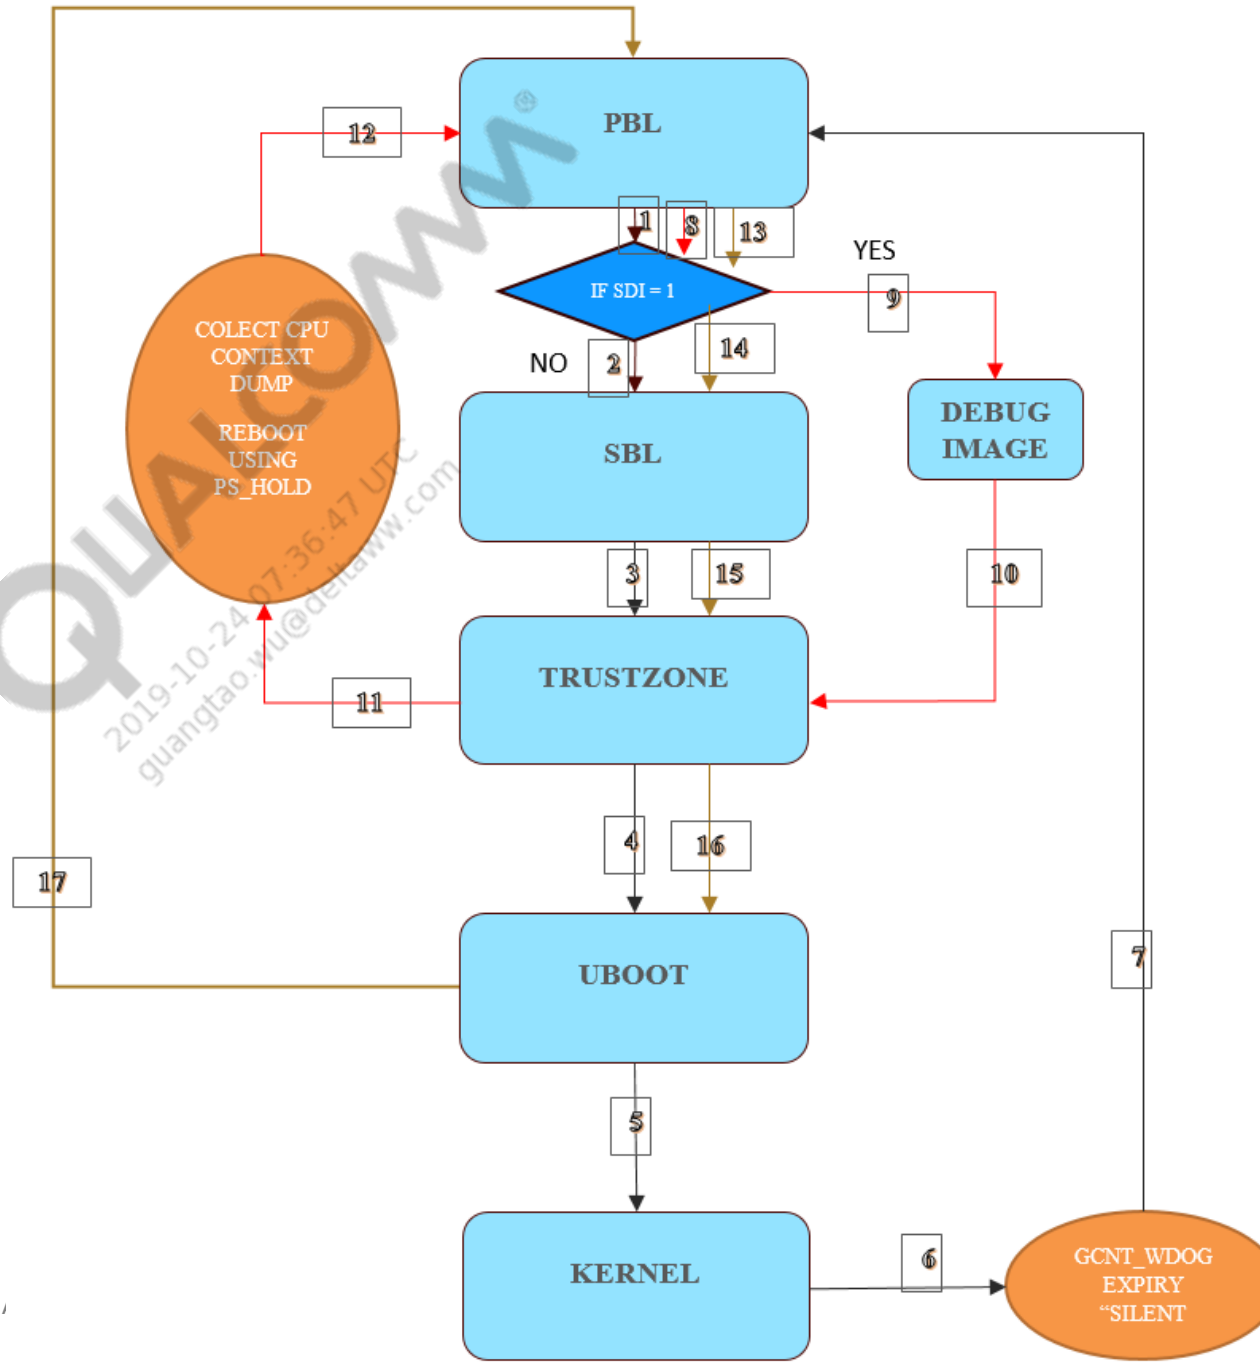 12
PBL
1
8
13
YES
9
IF SDI = 1
COLECT CPU
CONTEXT
DUMP
REBOOT
USING
PS_HOLD
14
NO
2
SBL
DEBUG
IMAGE
3
15
10
TRUSTZONE
11
4
16
17
UBOOT
7
5
KERNEL
6
GCNT_WDOG
EXPIRY
“SILENT
QUALCOMM®
2019-10-24 07:36:47 UTC
guangtao.wu@deltaww.com